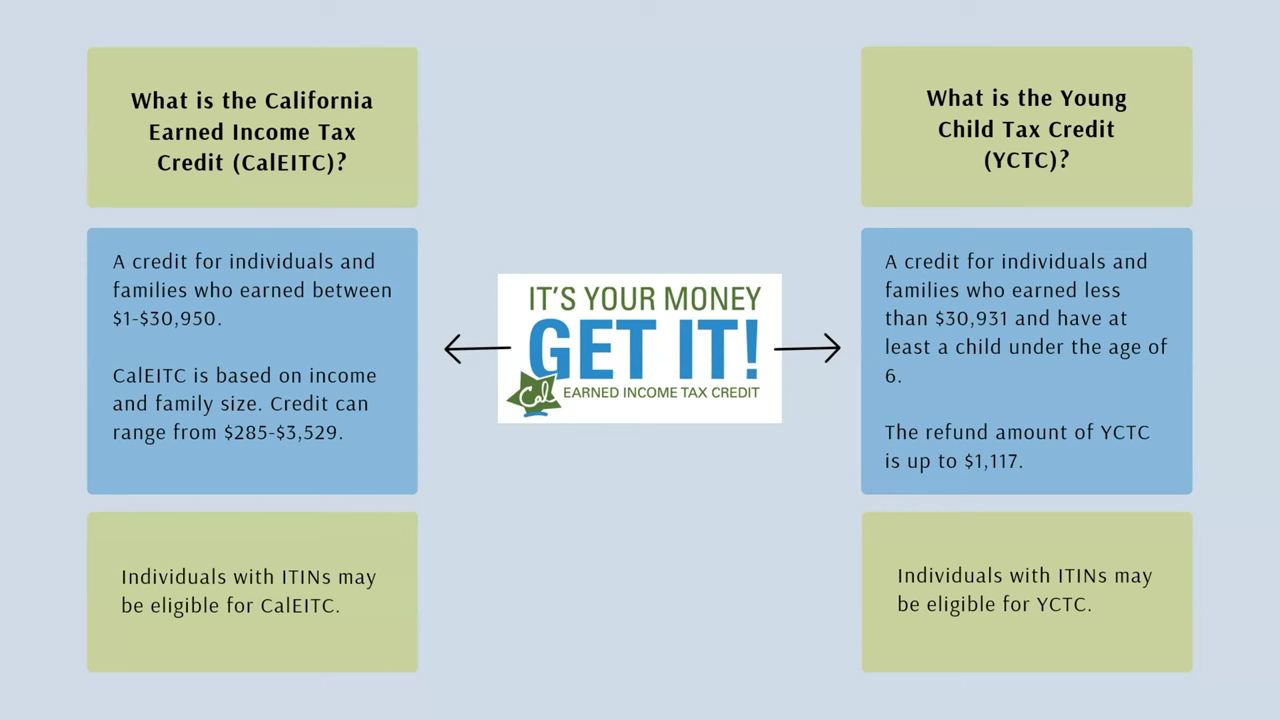 What is the California
Earned Income Tax
Credit (CalEITC)?
A credit for individuals and
families who earned between
$1-$30,950.
CalEITC is based on income
and family size. Credit can
range from $285-$3,529.
Individuals with ITINs may
be eligible for CalEITC.
IT'S YOUR MONEY
GET IT!
Cal
EARNED INCOME TAX CREDIT
What is the Young
Child Tax Credit
(YCTC)?
A credit for individuals and
families who earned less
than $30,931 and have at
least a child under the age of
6.
The refund amount of YCTC
is up to $1,117.
Individuals with ITINs may
be eligible for YCTC.